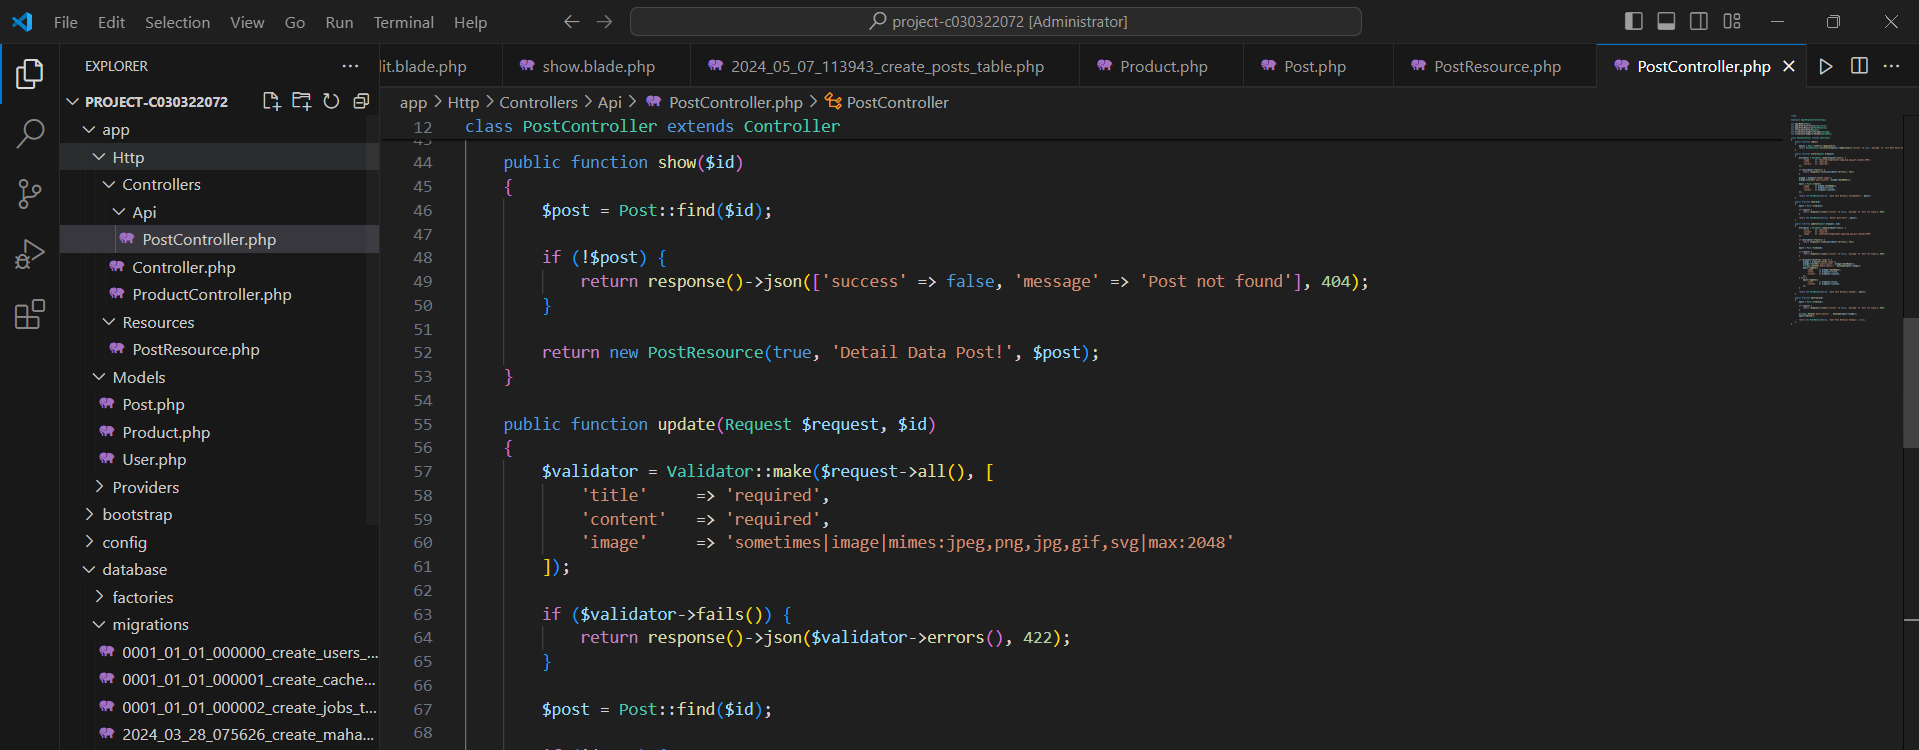 File Edit Selection View Go Run Terminal Help
project-c030322072 [Administrator]
EXPLORER
PROJECT-C030322072
app
Http
Controllers
Api
PostController.php
Controller.php
ProductController.php
Resources
PostResource.php
Models
Post.php
Product.php
User.php
Providers
bootstrap
config
database
factories
migrations
0001_01_01_000000_create_users_...
0001_01_01_000001_create_cache...
0001_01_01_000002_create_jobs_t...
2024_03_28_075626_create_maha...
lit.blade.php show.blade.php 2024_05_07_113943_create_posts_table.php Product.php Post.php PostResource.php PostController.php
app > Http > Controllers > Api > PostController.php > PostController
12 class PostController extends Controller
44 public function show($id)
45 {
46 $post = Post::find($id);
47
48 if (!$post) {
49 return response()->json(['success' => false, 'message' => 'Post not found'], 404);
50 }
51
52 return new PostResource(true, 'Detail Data Post!', $post);
53 }
54
55 public function update(Request $request, $id)
56 {
57 $validator = Validator::make($request->all(), [
58 'title' => 'required',
59 'content' => 'required',
60 'image' => 'sometimes|image|mimes:jpeg,png,jpg,gif,svg|max:2048'
61 ]);
62
63 if ($validator->fails()) {
64 return response()->json($validator->errors(), 422);
65 }
66
67 $post = Post::find($id);
68